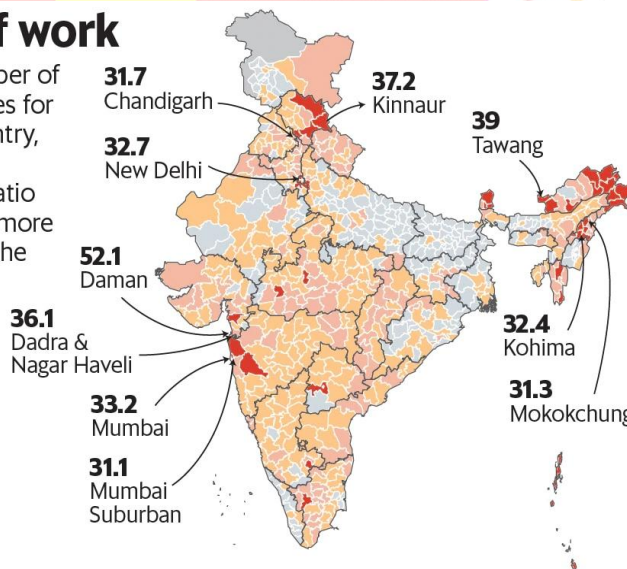 f work
ber of
es for
ntry,
atio
more
he
31.7
Chandigarh
32.7
New Delhi
52.1
Daman
36.1
Dadra &
Nagar Haveli
33.2
Mumbai
31.1
Mumbai
Suburban
37.2
Kinnaur
39
Tawang
32.4
Kohima
31.3
Mokokchung